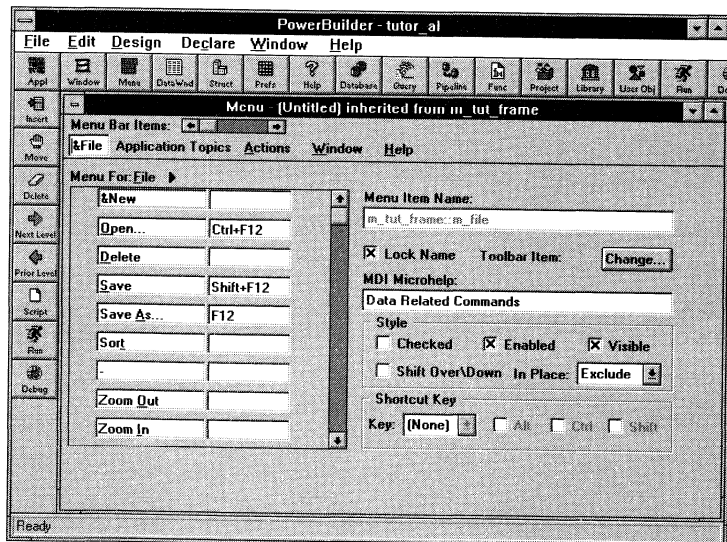 PowerBuilder - tutor_al
File Edit Design Declare Window Help
Appl Window Menu DataWnd Struct Prefs Help Database Query Pipeline Func Project Library User Obj Run
Insert
Move
Delete
Next Level
Prior Level
Script
Run
Debug
Menu - (Untitled) inherited from m_tut_frame
Menu Bar Items:
&File Application Topics Actions Window Help
Menu For: File
&New
Open... Ctrl+F12
Delete
Save Shift+F12
Save As... F12
Sort
-
Zoom Out
Zoom In
Menu Item Name:
m_tut_frame::m_file
Lock Name Toolbar Item: Change...
MDI Microhelp:
Data Related Commands
Style
Checked Enabled Visible
Shift Over\Down In Place: Exclude
Shortcut Key
Key: (None) Alt Ctrl Shift
Ready